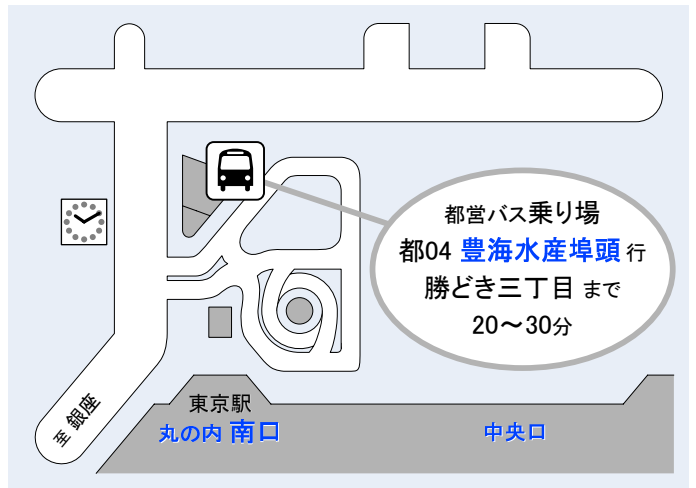 都営バス乗り場
都04 豊海水産埠頭 行
勝どき三丁目 まで
20～30分
至 銀座
東京駅
丸の内 南口
中央口